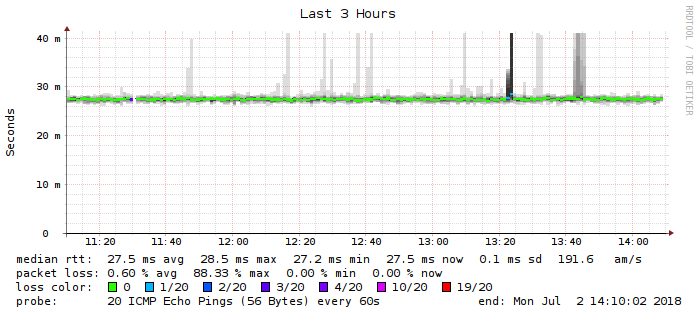 Last 3 Hours
RRDTOOL / TOBI OETIKER
Seconds
40 m
30 m
20 m
10 m
0
11:20 11:40 12:00 12:20 12:40 13:00 13:20 13:40 14:00
median rtt: 27.5 ms avg 28.5 ms max 27.2 ms min 27.5 ms now 0.1 ms sd 191.6 am/s
packet loss: 0.60 % avg 88.33 % max 0.00 % min 0.00 % now
loss color: 0 1/20 2/20 3/20 4/20 10/20 19/20
probe: 20 ICMP Echo Pings (56 Bytes) every 60s end: Mon Jul 2 14:10:02 2018